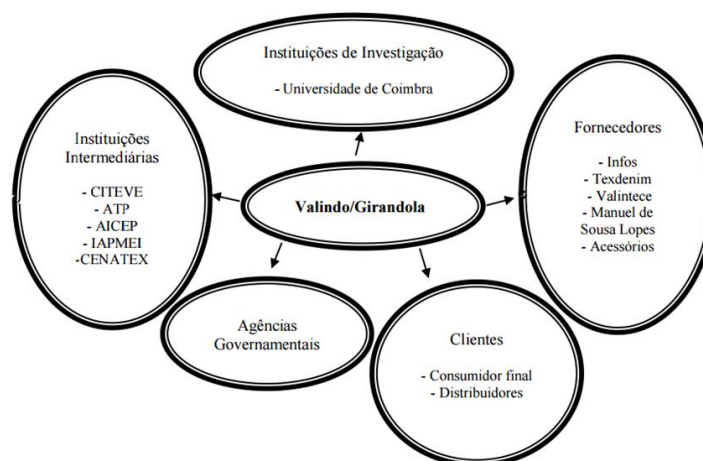 Instituições de Investigação
- Universidade de Coimbra
Instituições
Intermediárias
- CITEVE
- ATP
- AICEP
- IAPMEI
-CENATEX
Valindo/Girandola
Fornecedores
- Infos
- Texdenim
- Valintece
- Manuel de
Sousa Lopes
- Acessórios
Agências
Governamentais
Clientes
- Consumidor final
- Distribuidores